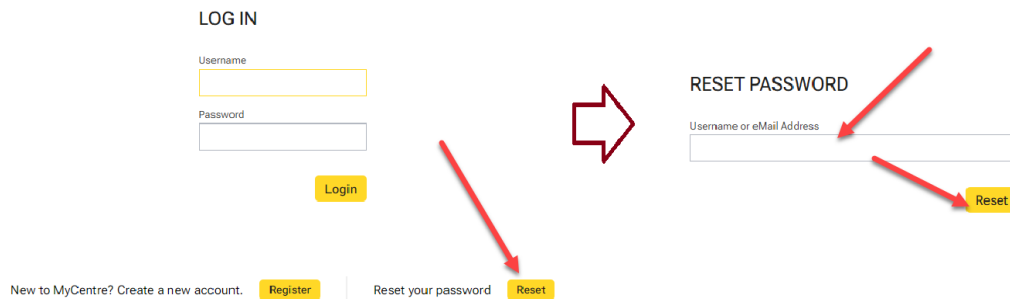 LOG IN
Username
Password
Login
New to MyCentre? Create a new account. Register Reset your password Reset
RESET PASSWORD
Username or eMail Address
Reset